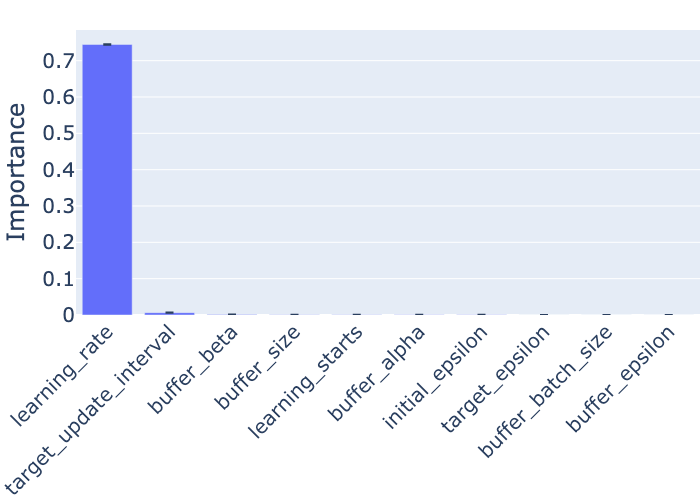 Importance
0.7
0.6
0.5
0.4
0.3
0.2
0.1
0
learning_rate
target_update_interval
buffer_beta
buffer_size
learning_starts
buffer_alpha
initial_epsilon
target_epsilon
buffer_batch_size
buffer_epsilon